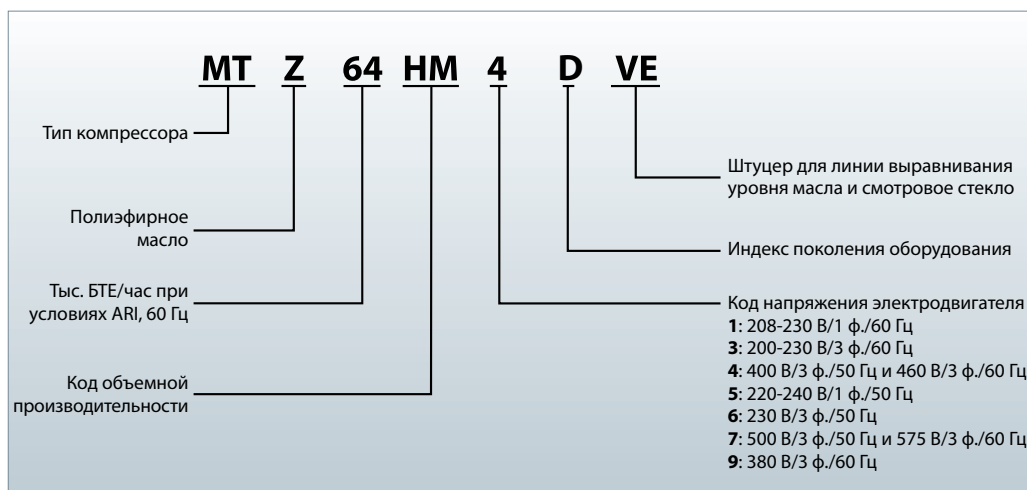 MT Z 64 HM 4 D VE
Тип компрессора
Полиэфирное
масло
Тыс. БТЕ/час при
условиях ARI, 60 Гц
Код объемной
производительности
Штуцер для линии выравнивания
уровня масла и смотровое стекло
Индекс поколения оборудования
Код напряжения электродвигателя
1: 208-230 В/1 ф./60 Гц
3: 200-230 В/3 ф./60 Гц
4: 400 В/3 ф./50 Гц и 460 В/3 ф./60 Гц
5: 220-240 В/1 ф./50 Гц
6: 230 В/3 ф./50 Гц
7: 500 В/3 ф./50 Гц и 575 В/3 ф./60 Гц
9: 380 В/3 ф./60 Гц